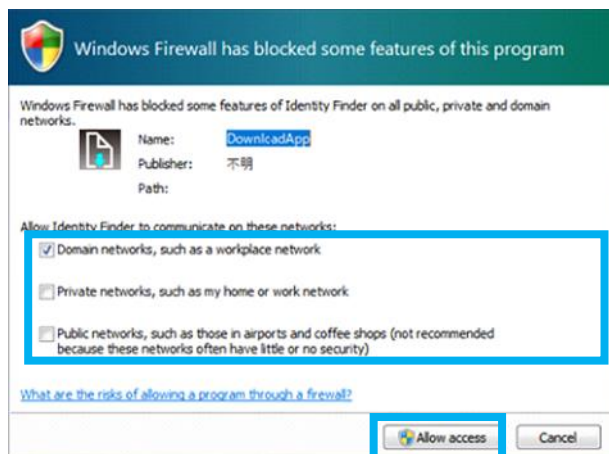 Windows Firewall has blocked some features of this program
Windows Firewall has blocked some features of Identity Finder on all public, private and domain
networks.
Name: DownlcadApp
Publisher: 不明
Path:
Allow Identity Finder to communicate on these networks:
Domain networks, such as a workplace network
Private networks, such as my home or work network
Public networks, such as those in airports and coffee shops (not recommended
because these networks often have little or no security)
What are the risks of allowing a program through a firewall?
Allow access Cancel